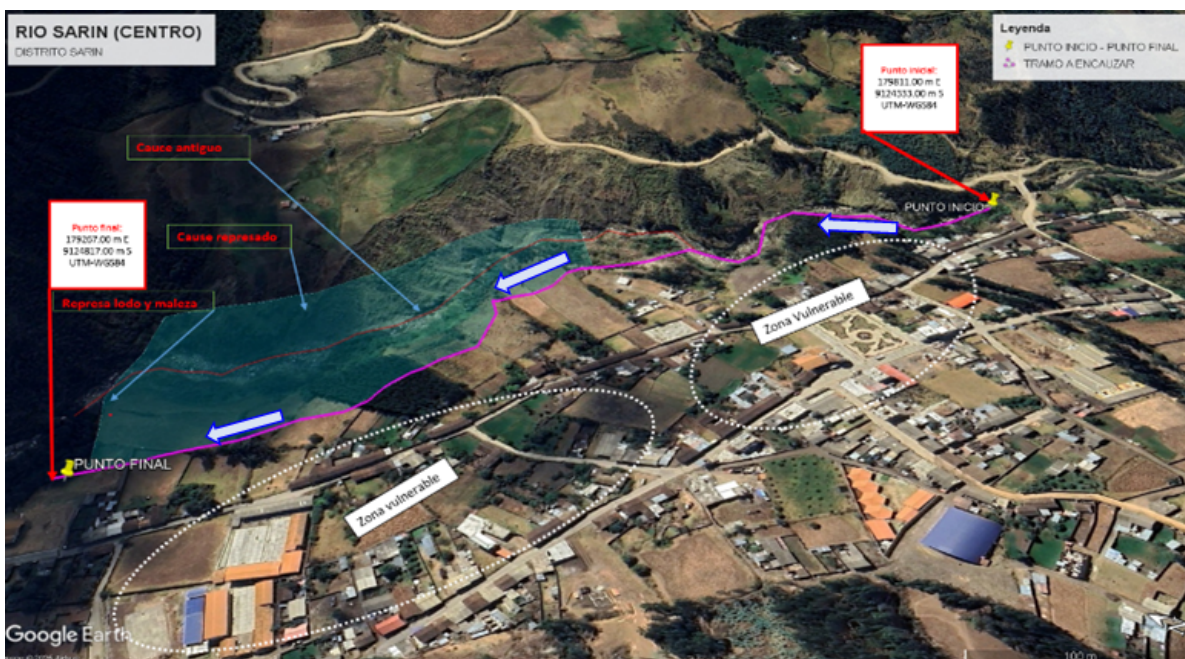 RIO SARIN (CENTRO)
DISTRITO SARIN
Leyenda
PUNTO INICIO - PUNTO FINAL
TRAMO A ENCAUZAR
Punto inicial:
179811.00 m E
9124333.00 m S
UTM-WGS84
Cauce antiguo
PUNTO INICIO
Punto final:
179267.00 m E
9124817.00 m S
UTM-WGS84
Cause represado
Represa lodo y maleza
Zona Vulnerable
PUNTO FINAL
Zona vulnerable
Google Earth
100 m